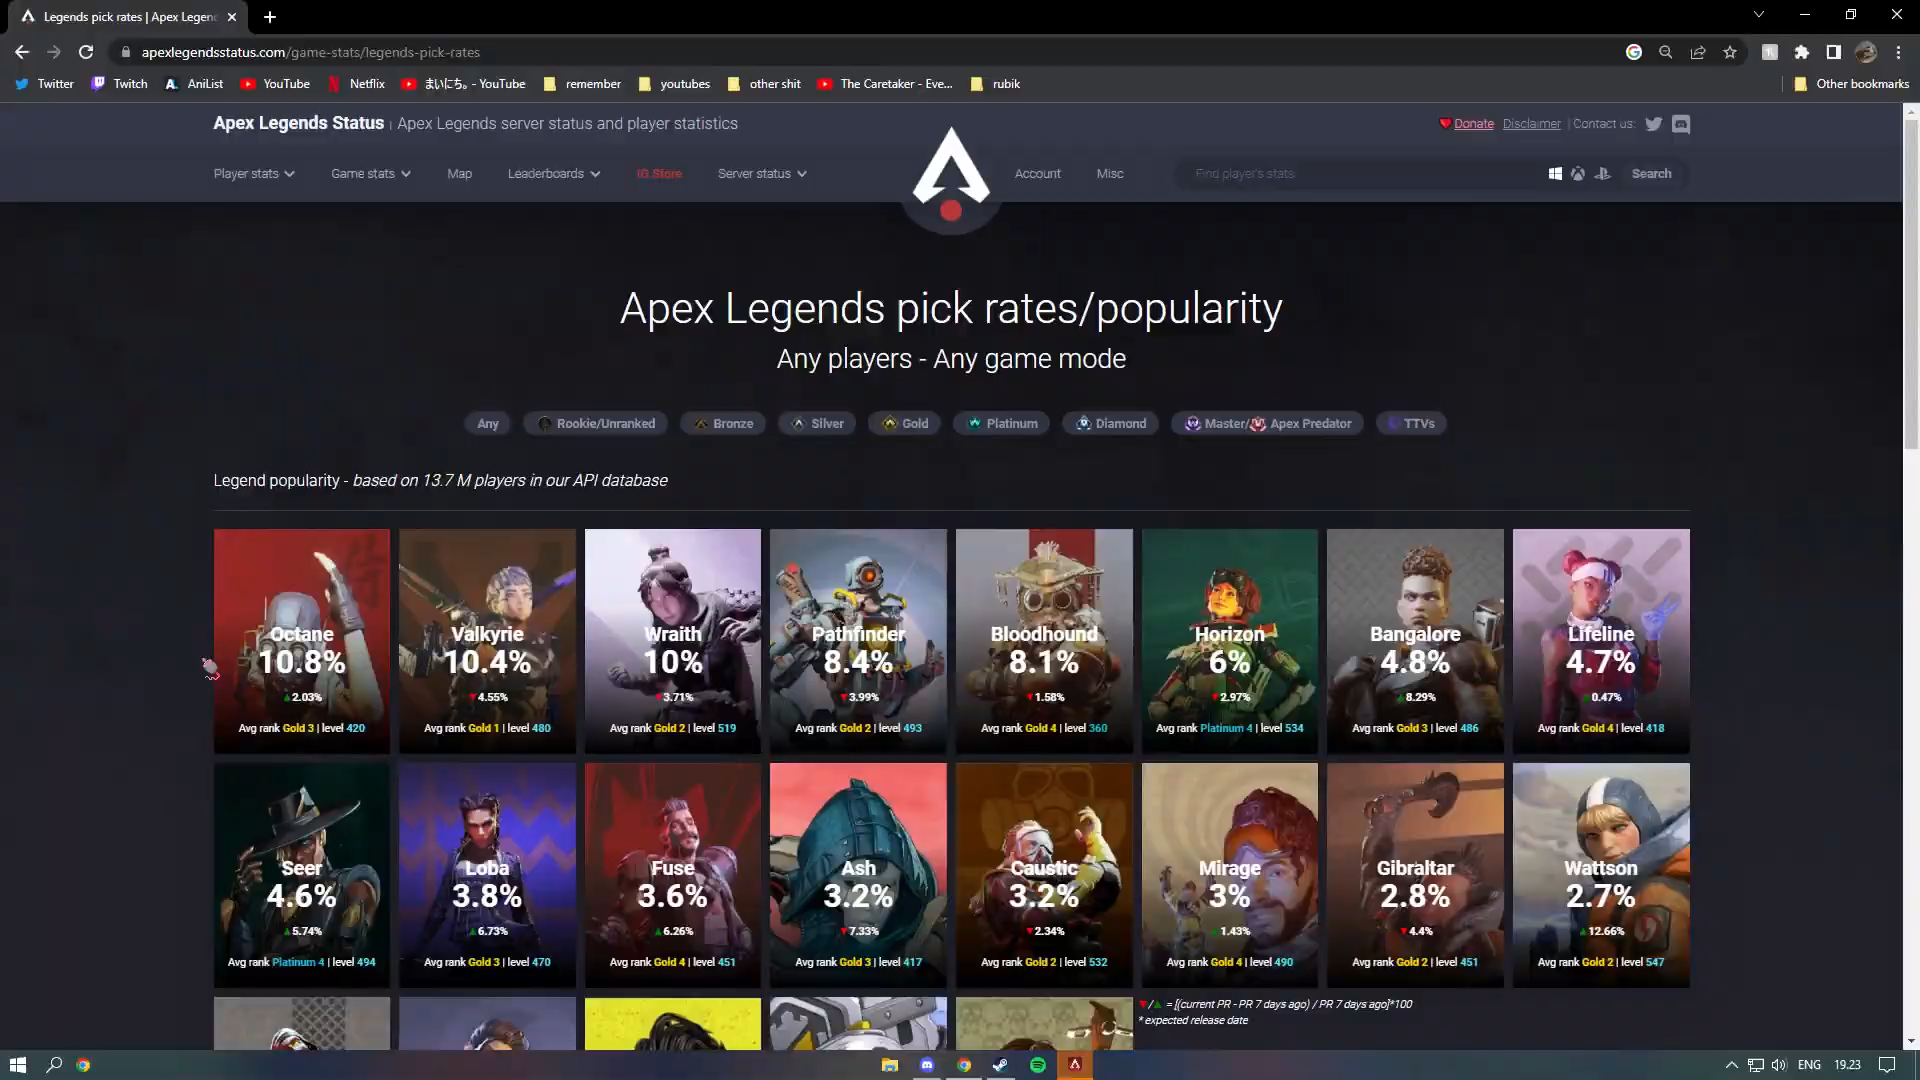 Legends pick rates | Apex Legen
apexlegendsstatus.com/game-stats/legends-pick-rates
Twitter Twitch AniList YouTube Netflix まいにち。 - YouTube remember youtubes other shit The Caretaker - Eve... rubik Other bookmarks
Apex Legends Status | Apex Legends server status and player statistics Donate Disclaimer | Contact us:
Player stats Game stats Map Leaderboards IG Store Server status Account Misc Find player's stats Search
Apex Legends pick rates/popularity
Any players - Any game mode
Any Rookie/Unranked Bronze Silver Gold Platinum Diamond Master/ Apex Predator TTVs
Legend popularity - based on 13.7 M players in our API database
Octane Valkyrie Wraith Pathfinder Bloodhound Horizon Bangalore Lifeline
10.8% 10.4% 10% 8.4% 8.1% 6% 4.8% 4.7%
▲2.03% ▼4.55% ▼3.71% ▼3.99% ▼1.58% ▼2.97% ▲8.29% ▲0.47%
Avg rank Gold 3 | level 420 Avg rank Gold 1 | level 480 Avg rank Gold 2 | level 519 Avg rank Gold 2 | level 493 Avg rank Gold 4 | level 360 Avg rank Platinum 4 | level 534 Avg rank Gold 3 | level 486 Avg rank Gold 4 | level 418
Seer Loba Fuse Ash Caustic Mirage Gibraltar Wattson
4.6% 3.8% 3.6% 3.2% 3.2% 3% 2.8% 2.7%
▲5.74% ▲6.73% ▲6.26% ▼7.33% ▼2.34% ▲1.43% ▼4.4% ▲12.66%
Avg rank Platinum 4 | level 494 Avg rank Gold 3 | level 470 Avg rank Gold 4 | level 451 Avg rank Gold 3 | level 417 Avg rank Gold 2 | level 532 Avg rank Gold 4 | level 490 Avg rank Gold 2 | level 451 Avg rank Gold 2 | level 547
▼/▲ = [(current PR - PR 7 days ago) / PR 7 days ago]*100
* expected release date
ENG 19.23